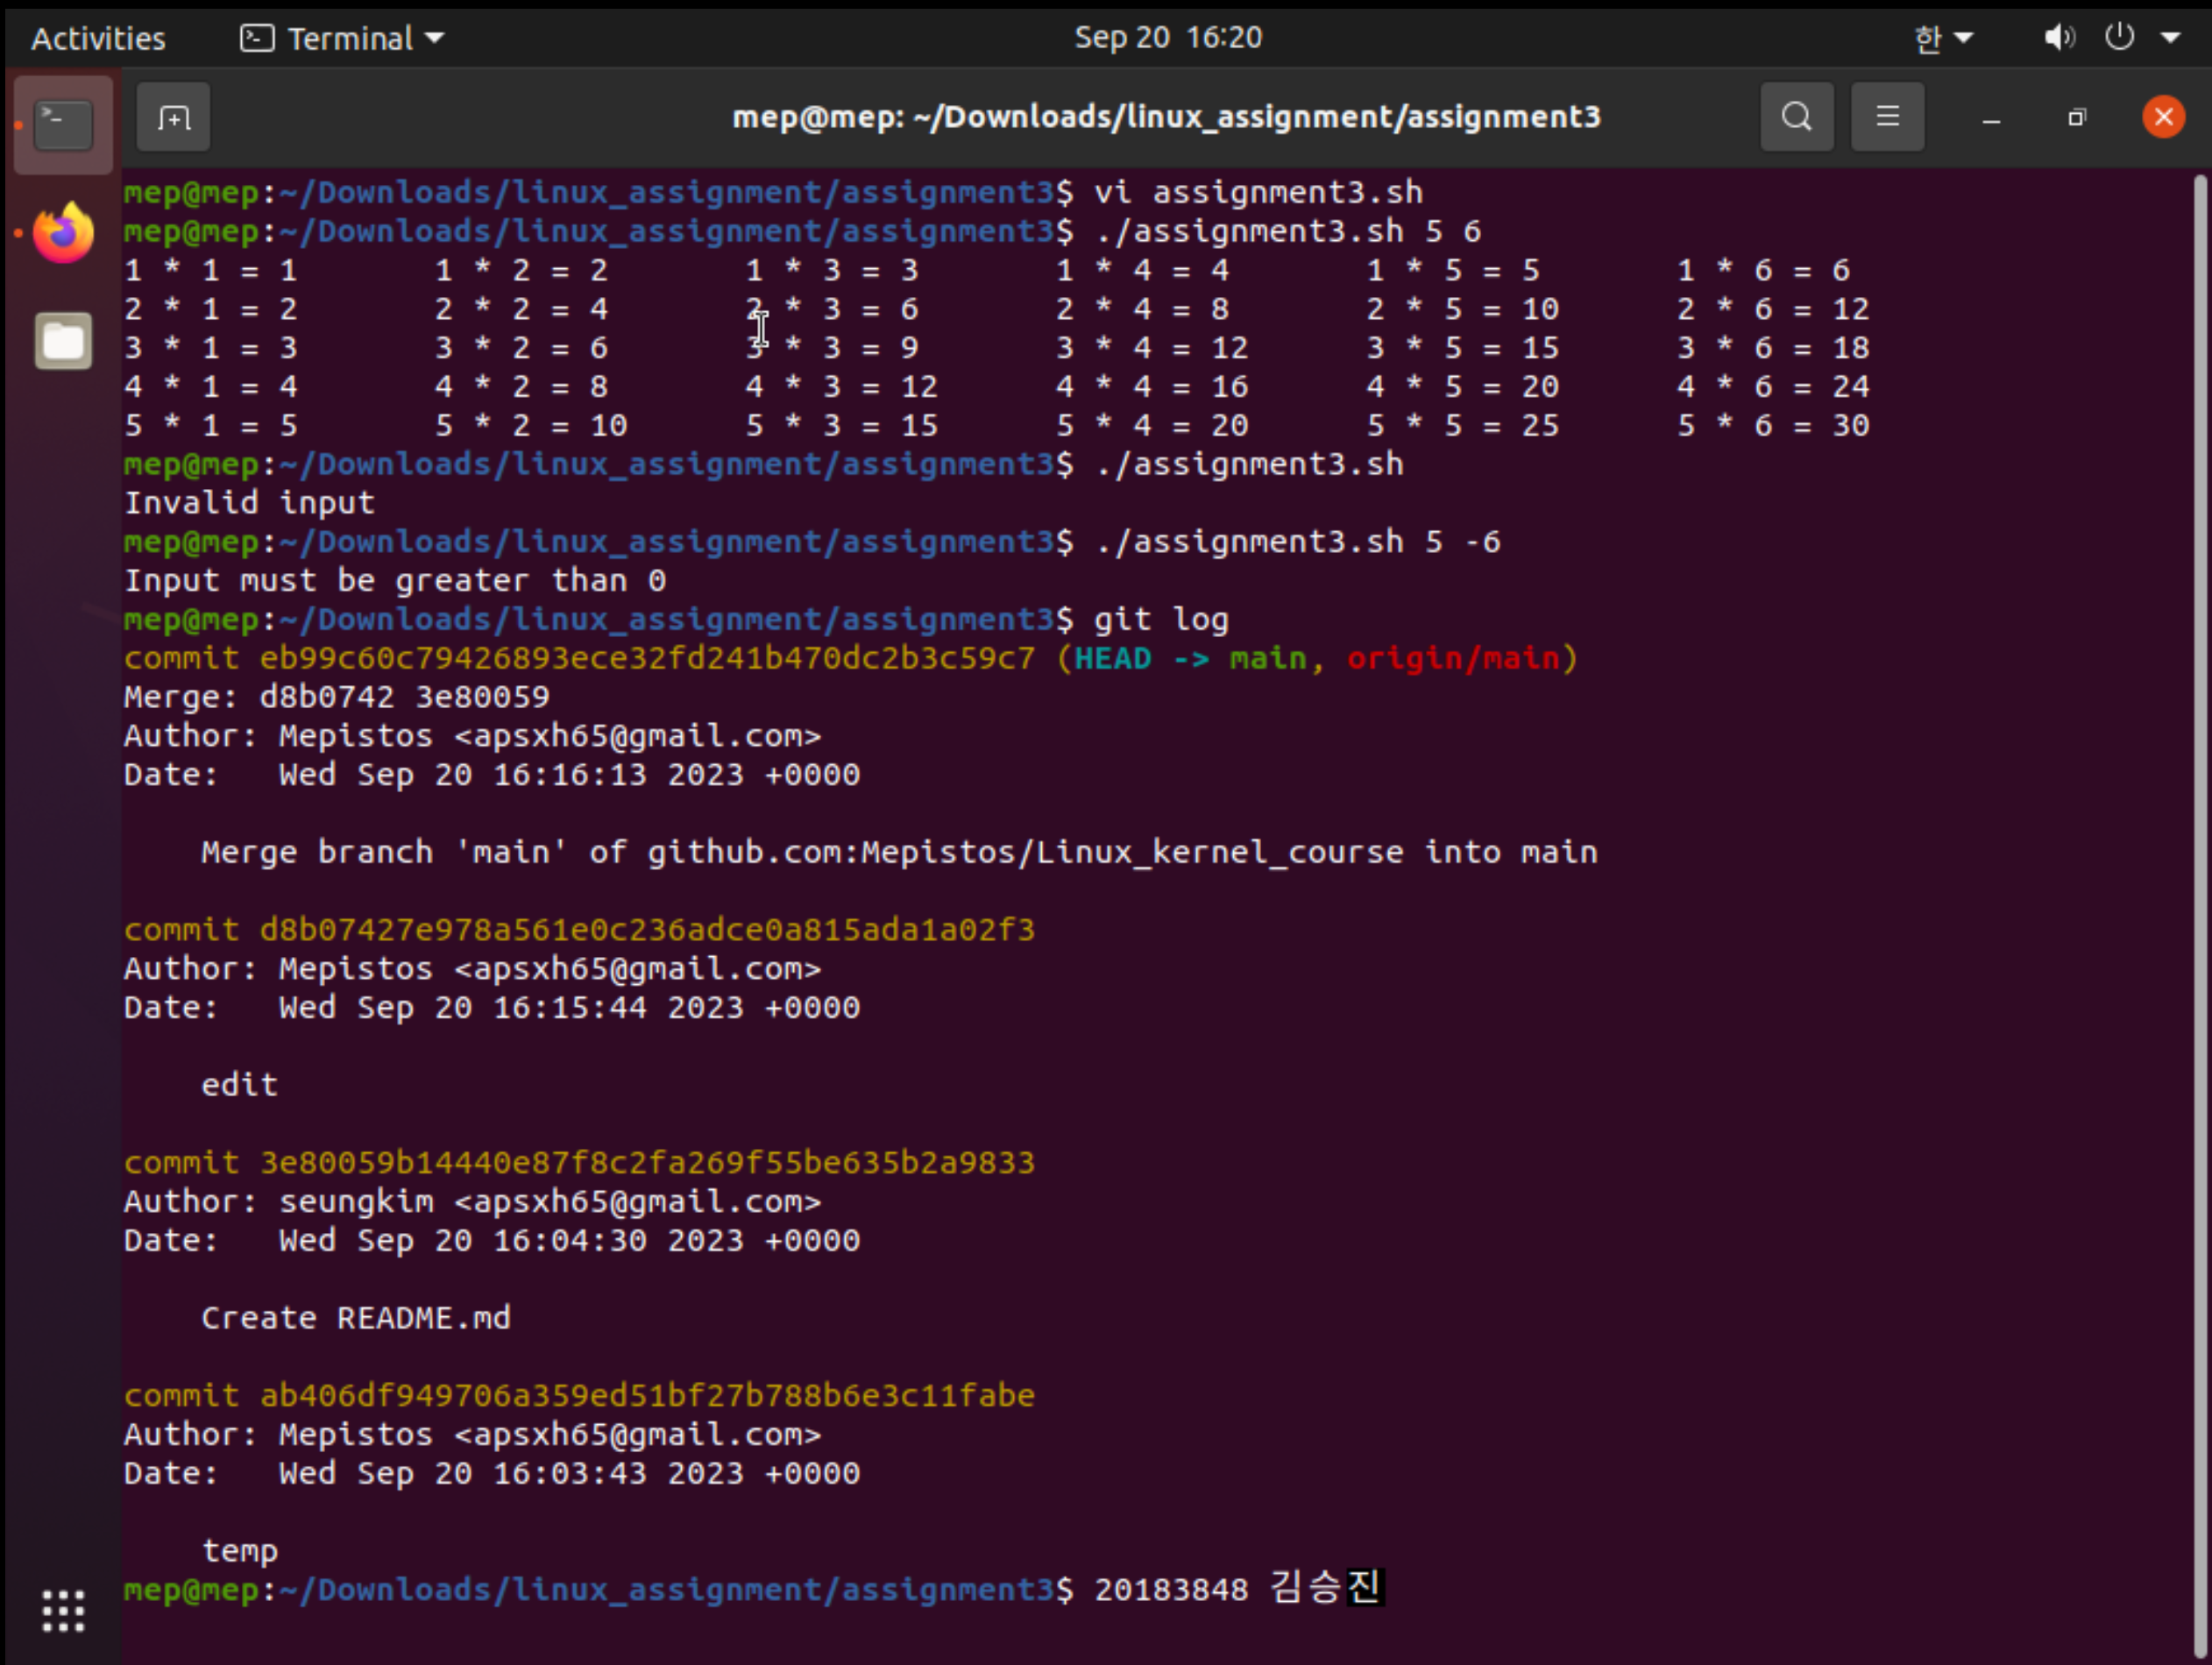 Activities Terminal Sep 20 16:20 한
mep@mep: ~/Downloads/linux_assignment/assignment3
mep@mep:~/Downloads/linux_assignment/assignment3$ vi assignment3.sh
mep@mep:~/Downloads/linux_assignment/assignment3$ ./assignment3.sh 5 6
1 * 1 = 1 1 * 2 = 2 1 * 3 = 3 1 * 4 = 4 1 * 5 = 5 1 * 6 = 6
2 * 1 = 2 2 * 2 = 4 2 * 3 = 6 2 * 4 = 8 2 * 5 = 10 2 * 6 = 12
3 * 1 = 3 3 * 2 = 6 3 * 3 = 9 3 * 4 = 12 3 * 5 = 15 3 * 6 = 18
4 * 1 = 4 4 * 2 = 8 4 * 3 = 12 4 * 4 = 16 4 * 5 = 20 4 * 6 = 24
5 * 1 = 5 5 * 2 = 10 5 * 3 = 15 5 * 4 = 20 5 * 5 = 25 5 * 6 = 30
mep@mep:~/Downloads/linux_assignment/assignment3$ ./assignment3.sh
Invalid input
mep@mep:~/Downloads/linux_assignment/assignment3$ ./assignment3.sh 5 -6
Input must be greater than 0
mep@mep:~/Downloads/linux_assignment/assignment3$ git log
commit eb99c60c79426893ece32fd241b470dc2b3c59c7 (HEAD -> main, origin/main)
Merge: d8b0742 3e80059
Author: Mepistos <apsxh65@gmail.com>
Date:   Wed Sep 20 16:16:13 2023 +0000
Merge branch 'main' of github.com:Mepistos/Linux_kernel_course into main
commit d8b07427e978a561e0c236adce0a815ada1a02f3
Author: Mepistos <apsxh65@gmail.com>
Date:   Wed Sep 20 16:15:44 2023 +0000
edit
commit 3e80059b14440e87f8c2fa269f55be635b2a9833
Author: seungkim <apsxh65@gmail.com>
Date:   Wed Sep 20 16:04:30 2023 +0000
Create README.md
commit ab406df949706a359ed51bf27b788b6e3c11fabe
Author: Mepistos <apsxh65@gmail.com>
Date:   Wed Sep 20 16:03:43 2023 +0000
temp
mep@mep:~/Downloads/linux_assignment/assignment3$ 20183848 김승진